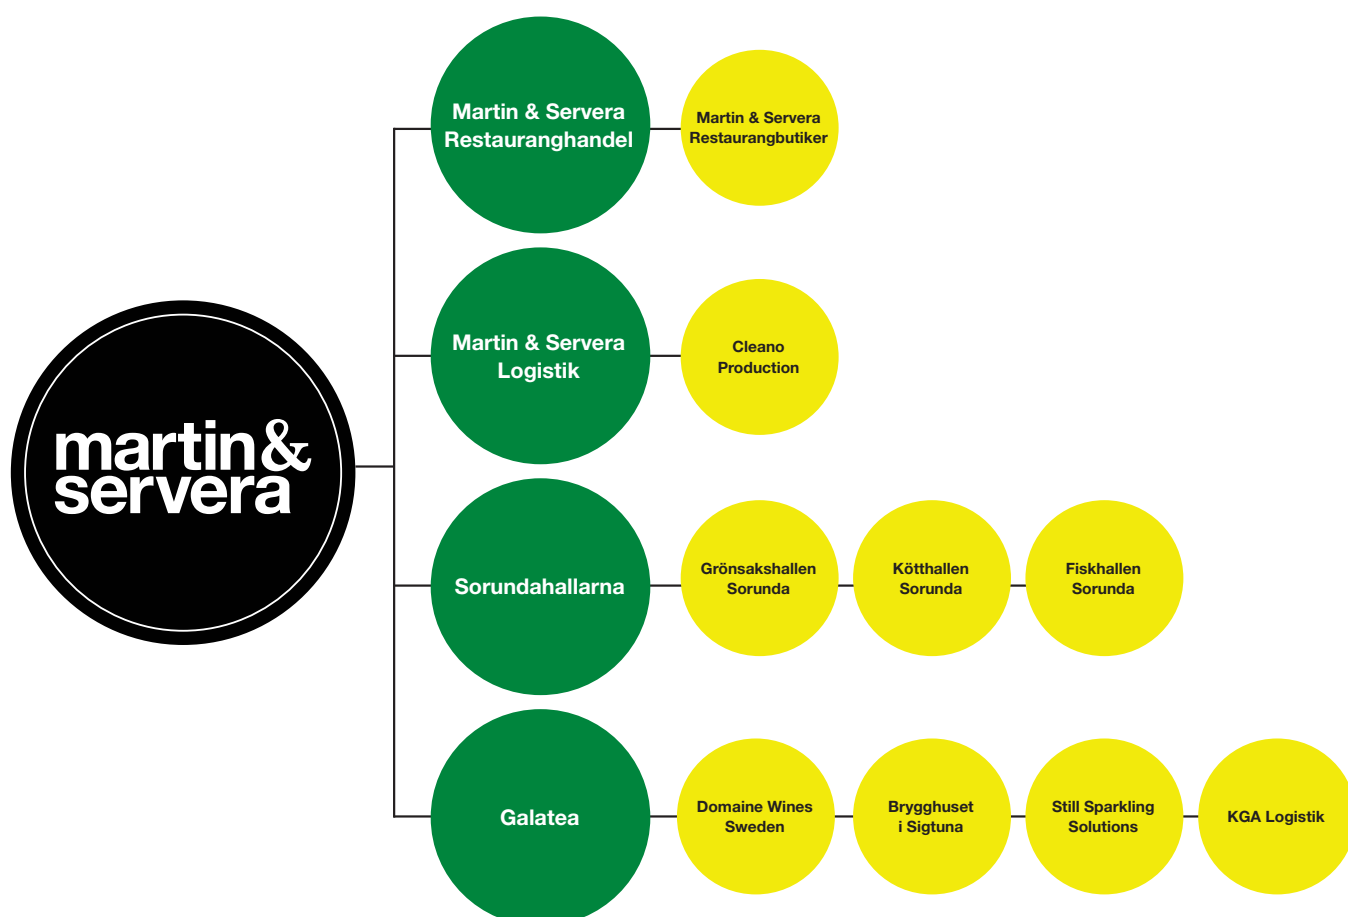 Martin & Servera
Restauranghandel
Martin & Servera
Restaurangbutiker
Martin & Servera
Logistik
Cleano
Production
martin&
servera
Sorundahallarna
Grönsakshallen
Sorunda
Kötthallen
Sorunda
Fiskhallen
Sorunda
Galatea
Domaine Wines
Sweden
Brygghuset
i Sigtuna
Still Sparkling
Solutions
KGA Logistik